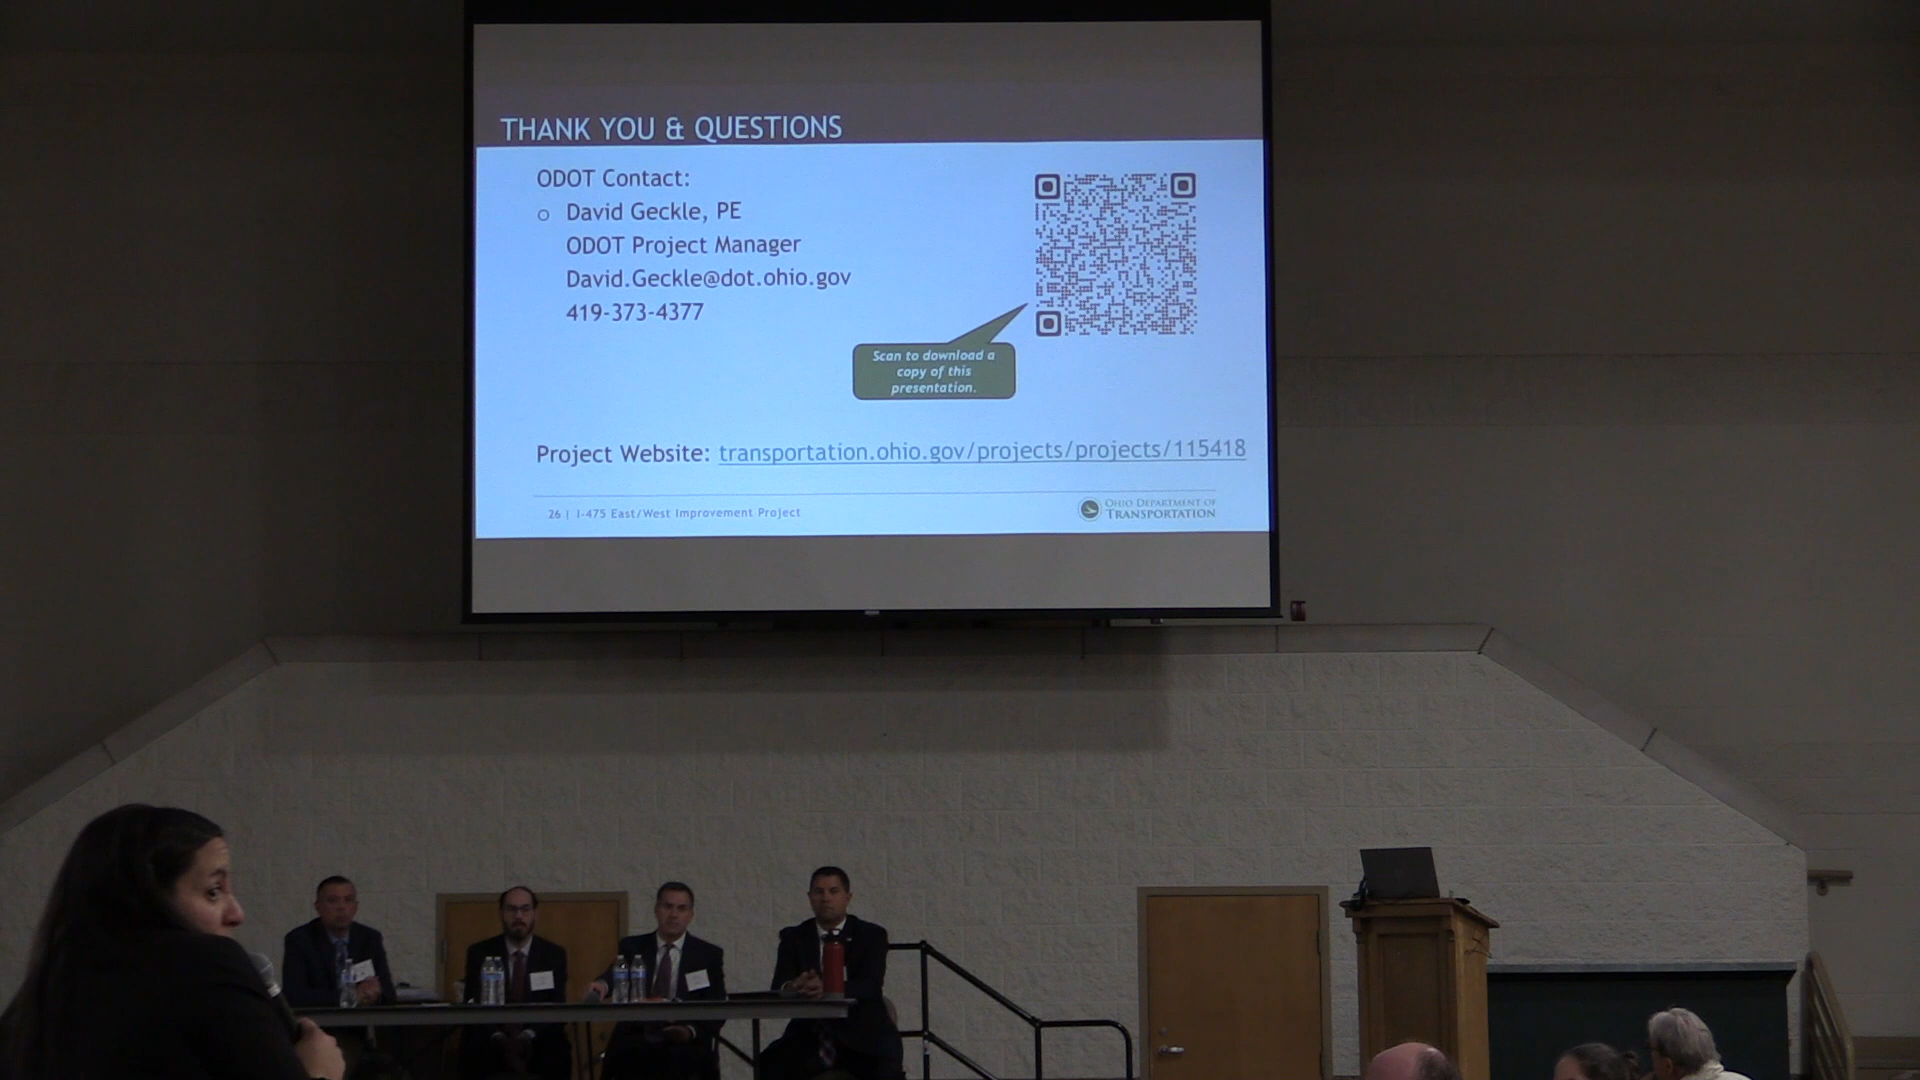 THANK YOU & QUESTIONS
ODOT Contact:
○ David Geckle, PE
ODOT Project Manager
David.Geckle@dot.ohio.gov
419-373-4377
Scan to download a
copy of this
presentation.
Project Website: transportation.ohio.gov/projects/projects/115418
26 | I-475 East/West Improvement Project
OHIO DEPARTMENT OF
TRANSPORTATION